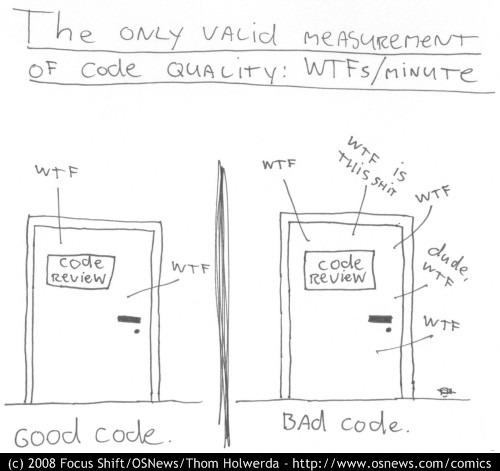 The ONLY VALID MEASUREMENT
OF CODE QUALITY: WTFs/MINUTE
WTF
CODE
REVIEW
WTF
GOOD CODE.
WTF
WTF IS
THIS SHIT
WTF
CODE
REVIEW
dude,
WTF
WTF
BAd code.
(c) 2008 Focus Shift/OSNews/Thom Holwerda - http://www.osnews.com/comics